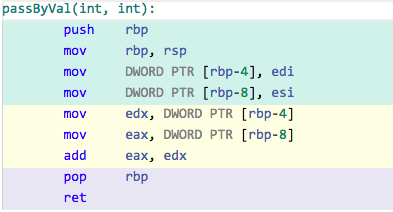 passByVal(int, int):
push rbp
mov rbp, rsp
mov DWORD PTR [rbp-4], edi
mov DWORD PTR [rbp-8], esi
mov edx, DWORD PTR [rbp-4]
mov eax, DWORD PTR [rbp-8]
add eax, edx
pop rbp
ret